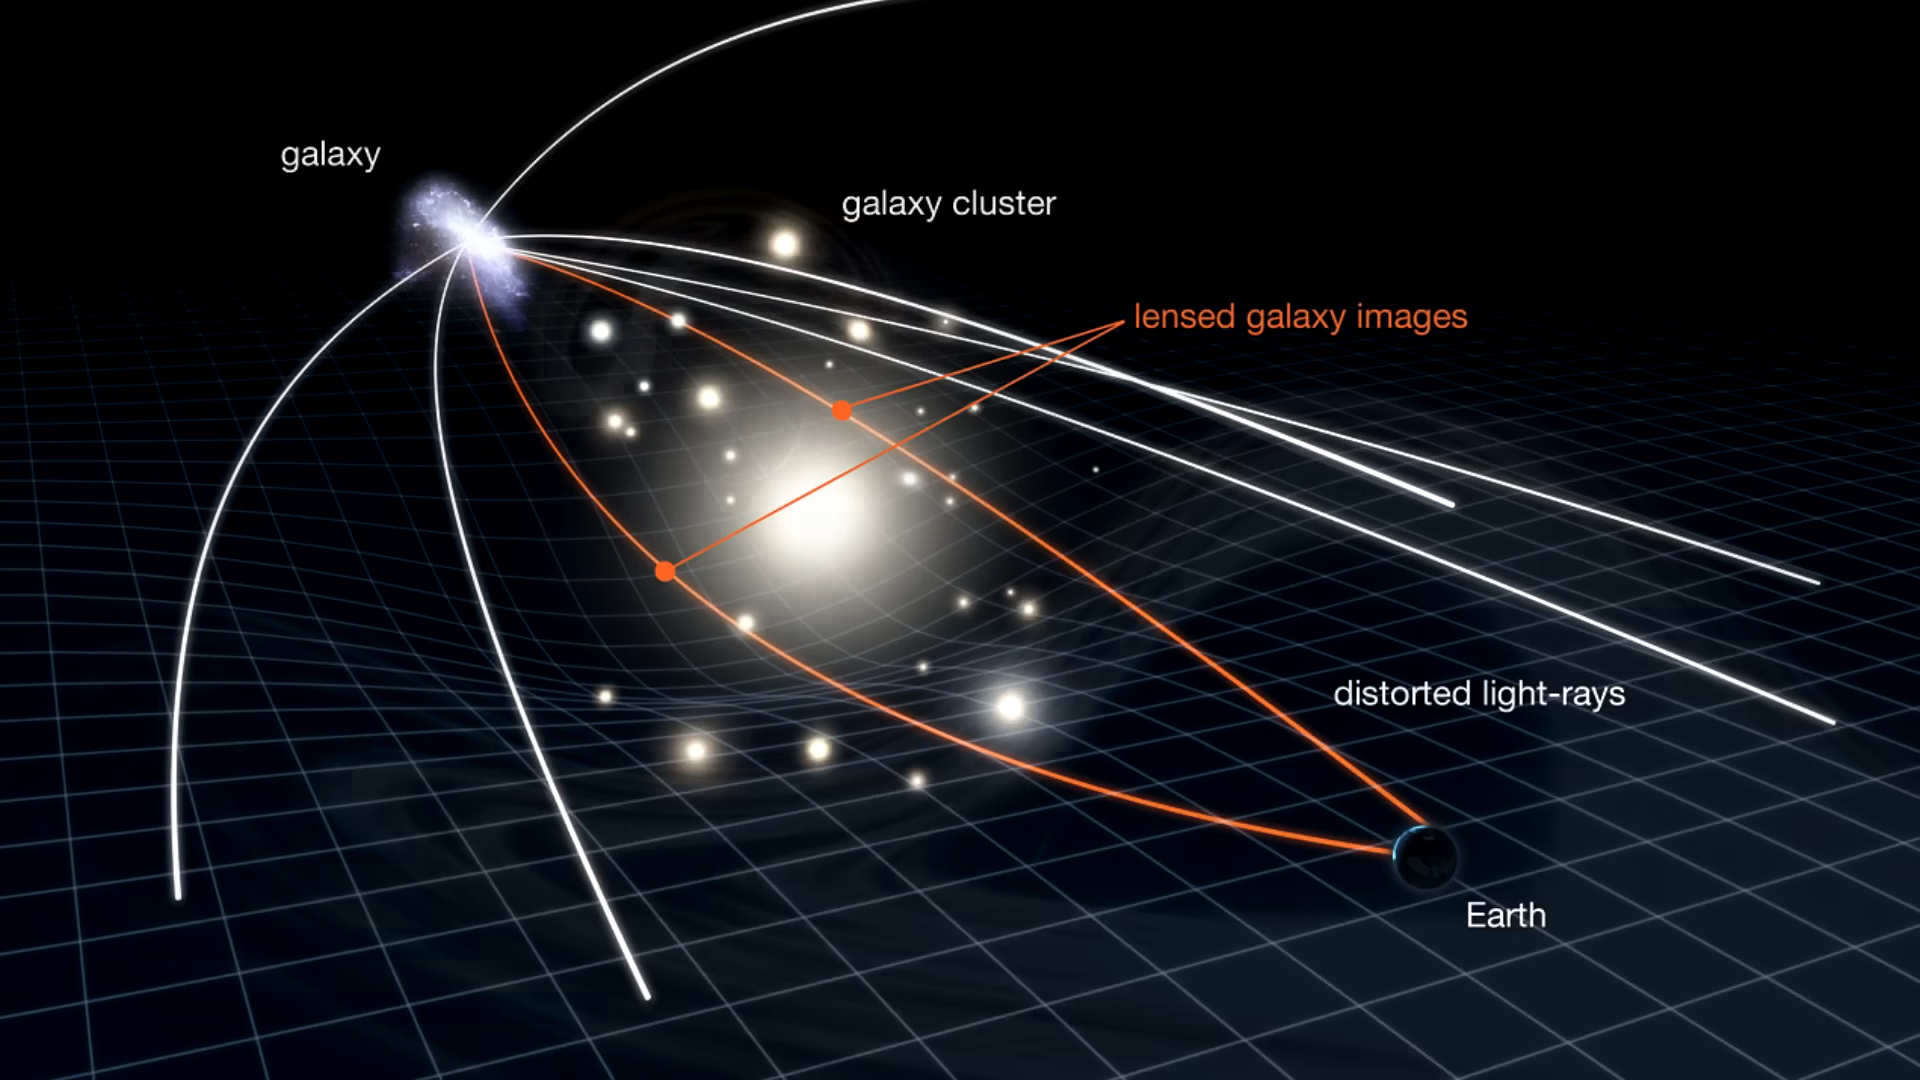 galaxy
galaxy cluster
lensed galaxy images
distorted light-rays
Earth